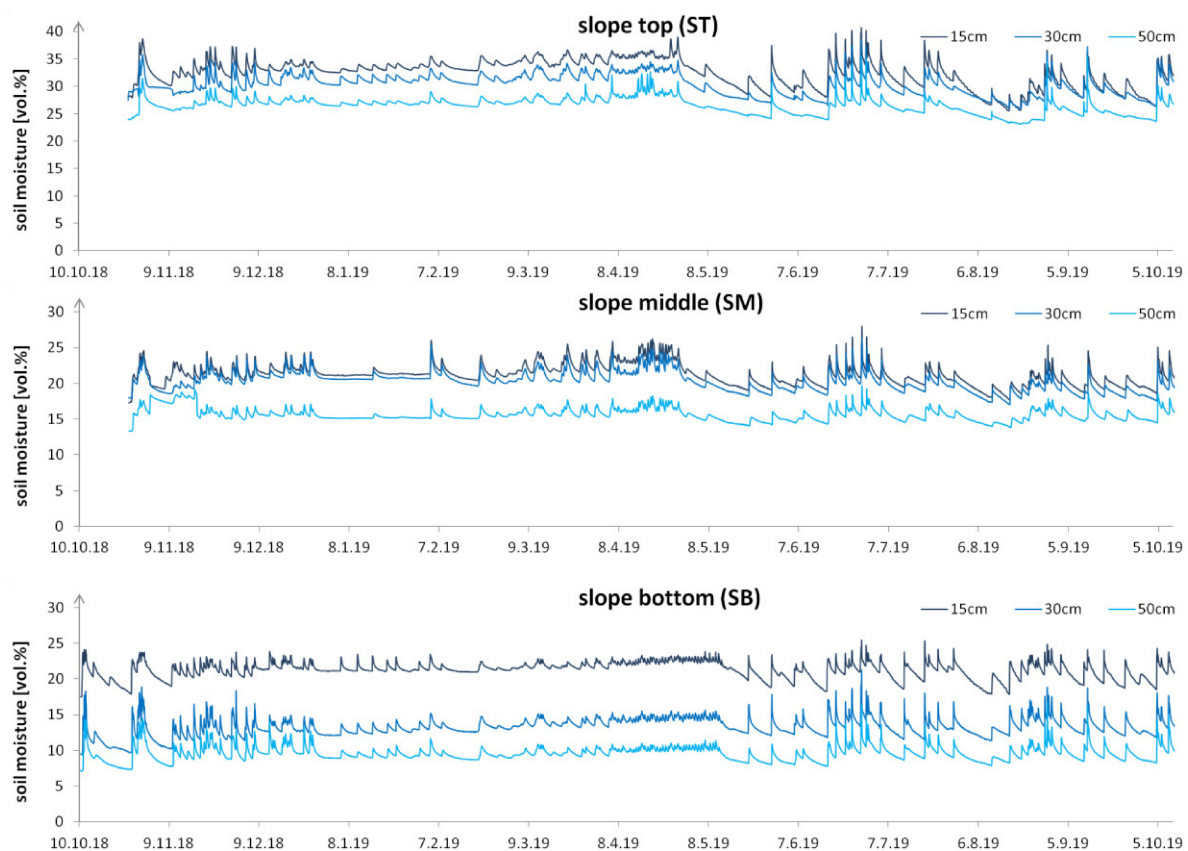 slope top (ST)
15cm 30cm 50cm
soil moisture [vol.%]
40
35
30
25
20
15
10
5
0
10.10.18 9.11.18 9.12.18 8.1.19 7.2.19 9.3.19 8.4.19 8.5.19 7.6.19 7.7.19 6.8.19 5.9.19 5.10.19
slope middle (SM)
15cm 30cm 50cm
soil moisture [vol.%]
30
25
20
15
10
5
0
10.10.18 9.11.18 9.12.18 8.1.19 7.2.19 9.3.19 8.4.19 8.5.19 7.6.19 7.7.19 6.8.19 5.9.19 5.10.19
slope bottom (SB)
15cm 30cm 50cm
soil moisture [vol.%]
30
25
20
15
10
5
0
10.10.18 9.11.18 9.12.18 8.1.19 7.2.19 9.3.19 8.4.19 8.5.19 7.6.19 7.7.19 6.8.19 5.9.19 5.10.19